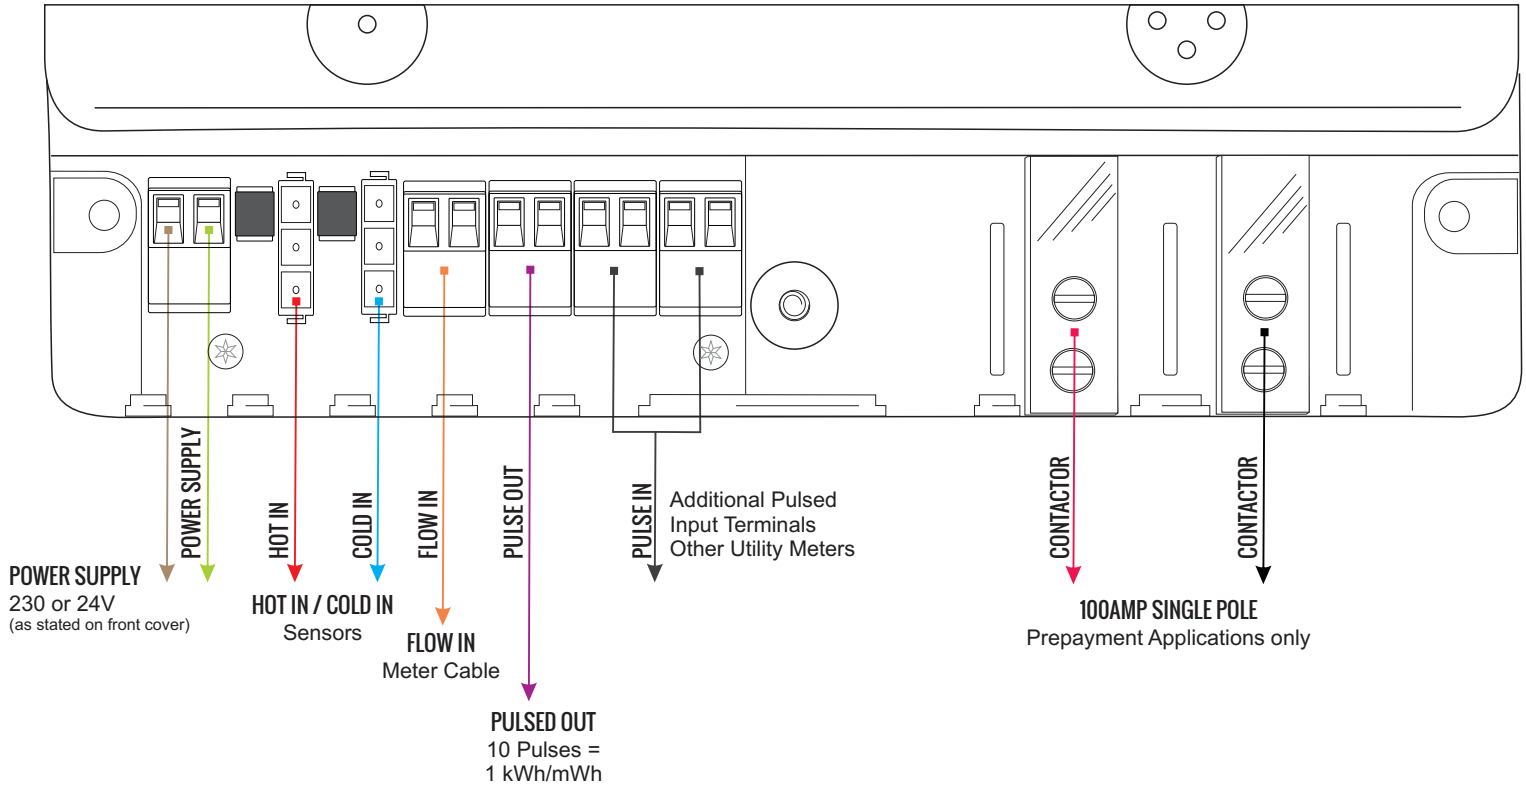 POWER SUPPLY
HOT IN
COLD IN
FLOW IN
PULSE OUT
PULSE IN
Additional Pulsed
Input Terminals
Other Utility Meters
CONTACTOR
CONTACTOR
POWER SUPPLY
230 or 24V
(as stated on front cover)
HOT IN / COLD IN
Sensors
FLOW IN
Meter Cable
PULSED OUT
10 Pulses =
1 kWh/mWh
100AMP SINGLE POLE
Prepayment Applications only